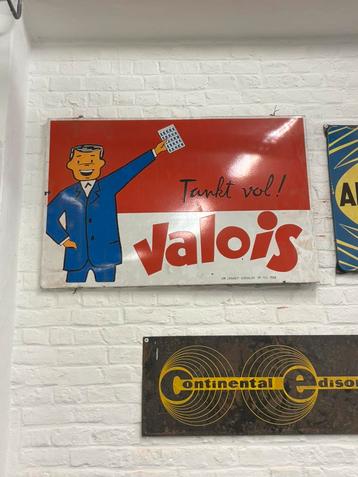 Tankt vol!
Valois
A
Continental Edison